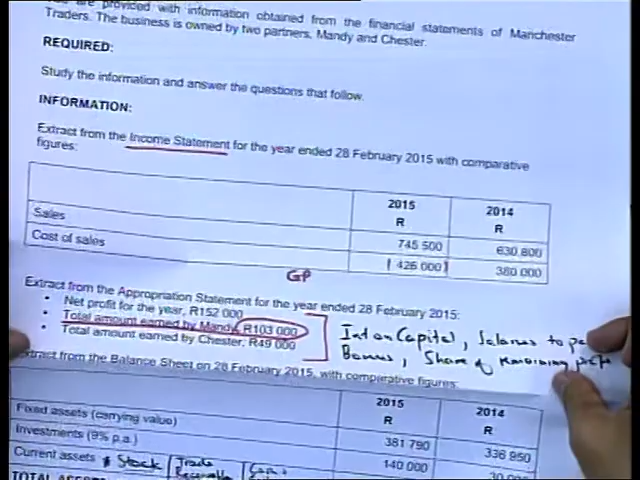 are provided with information obtained from the financial statements of Manchester
Traders. The business is owned by two partners, Mandy and Chester.
REQUIRED:
Study the information and answer the questions that follow.
INFORMATION:
Extract from the Income Statement for the year ended 28 February 2015 with comparative
figures:
2015 2014
R R
Sales 745 500 630 800
Cost of sales (426 000) 380 000
GP
Extract from the Appropriation Statement for the year ended 28 February 2015:
• Net profit for the year, R152 000
• Total amount earned by Mandy, R103 000
• Total amount earned by Chester, R49 000
Int on Capital, Salaries to
Bonus, Share of remaining
Extract from the Balance Sheet on 28 February 2015, with comparative figures:
2015 2014
R R
Fixed assets (carrying value) 381 790 336 950
Investments (9% p.a.) 140 000
Current assets Stock Trade